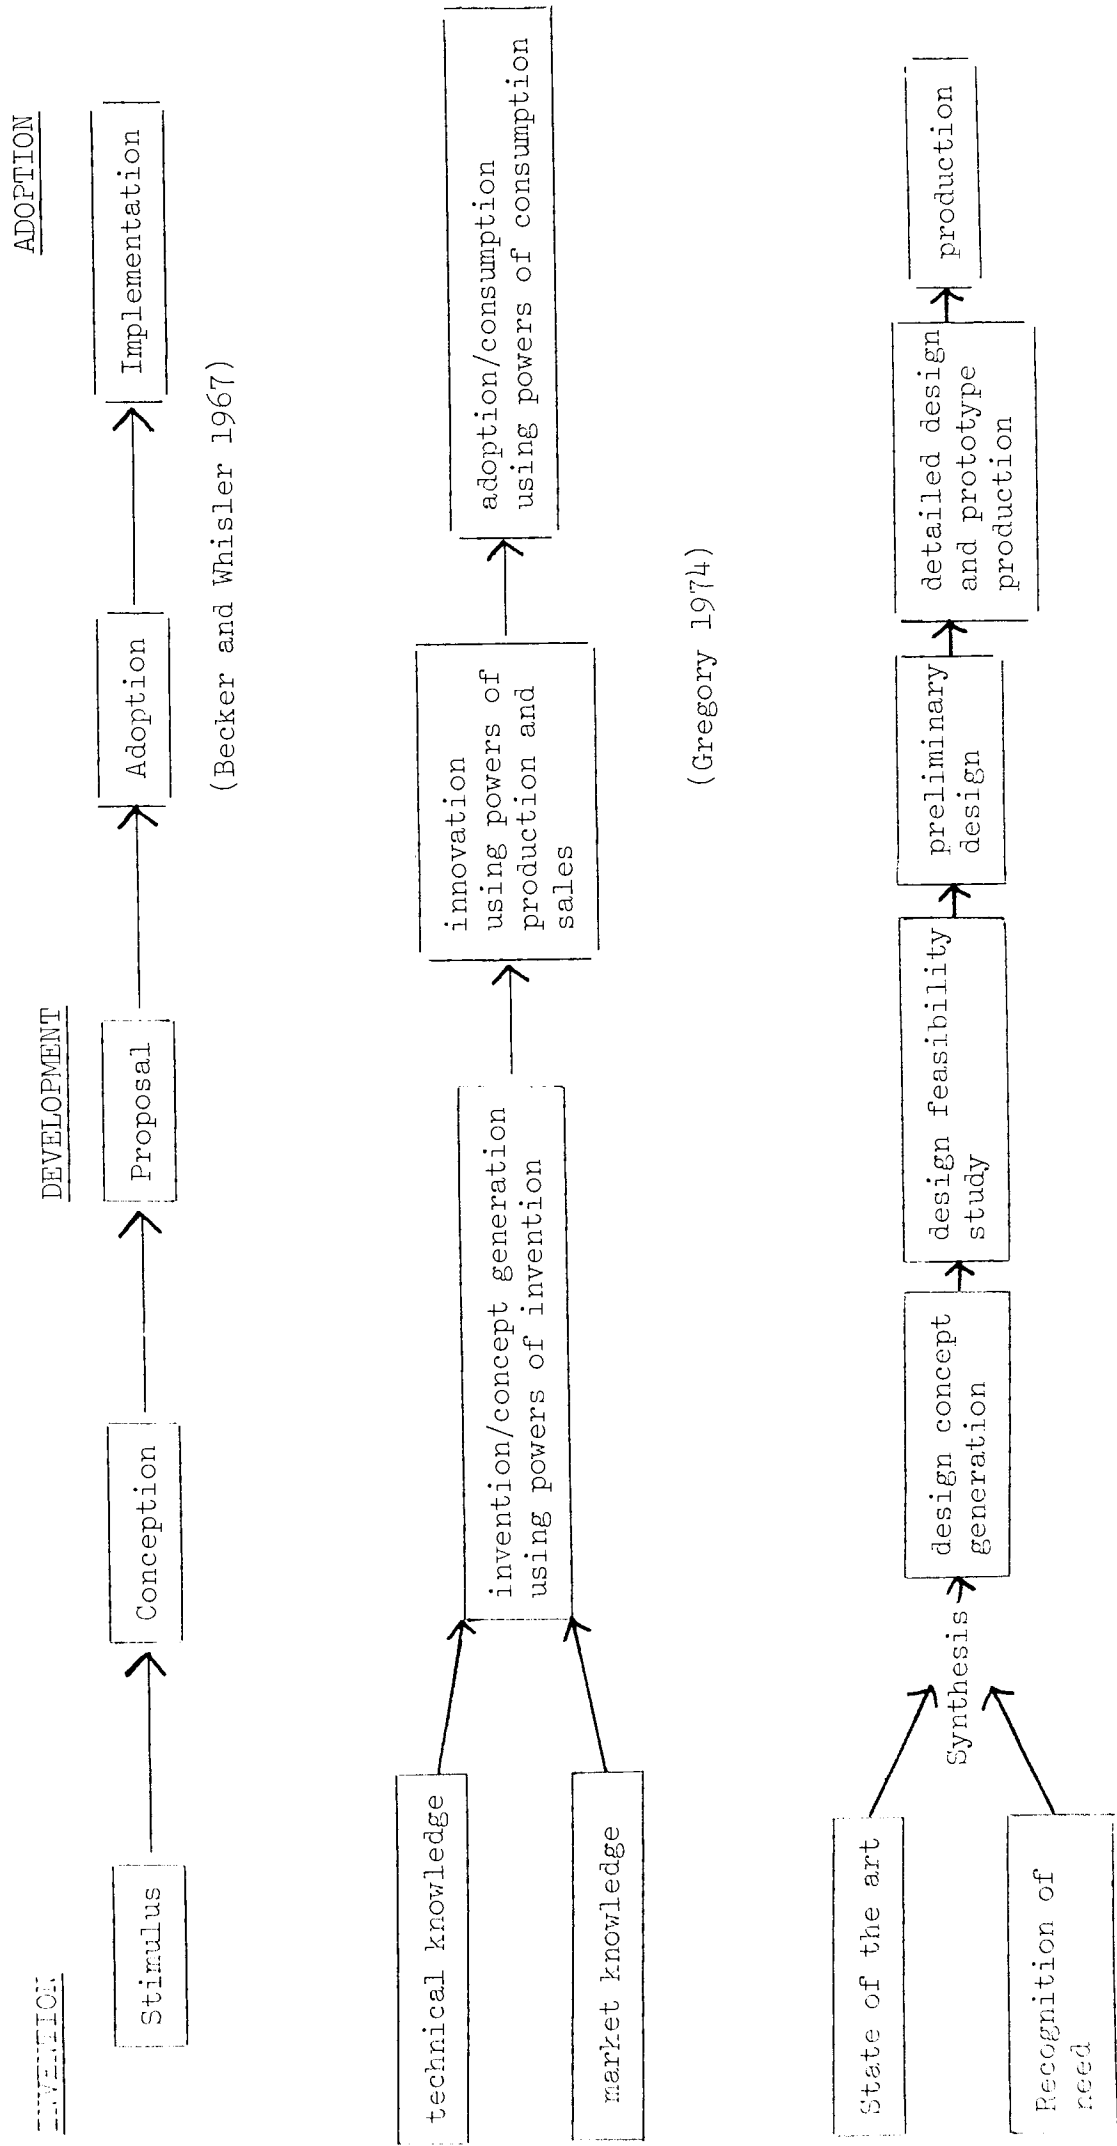 INVENTION
DEVELOPMENT
ADOPTION
Stimulus
Conception
Proposal
Adoption
Implementation
(Becker and Whisler 1967)
technical knowledge
market knowledge
invention/concept generation
using powers of invention
innovation
using powers of
production and
sales
adoption/consumption
using powers of consumption
(Gregory 1974)
State of the art
Recognition of
need
Synthesis
design concept
generation
design feasibility
study
preliminary
design
detailed design
and prototype
production
production